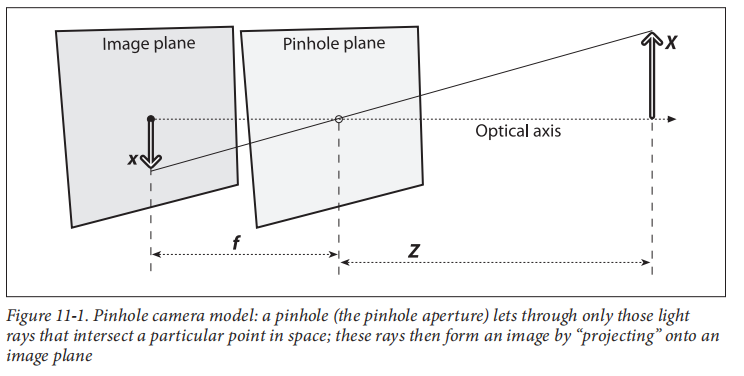 Image plane
Pinhole plane
X
Optical axis
x
f
Z
Figure 11-1. Pinhole camera model: a pinhole (the pinhole aperture) lets through only those light
rays that intersect a particular point in space; these rays then form an image by “projecting” onto an
image plane